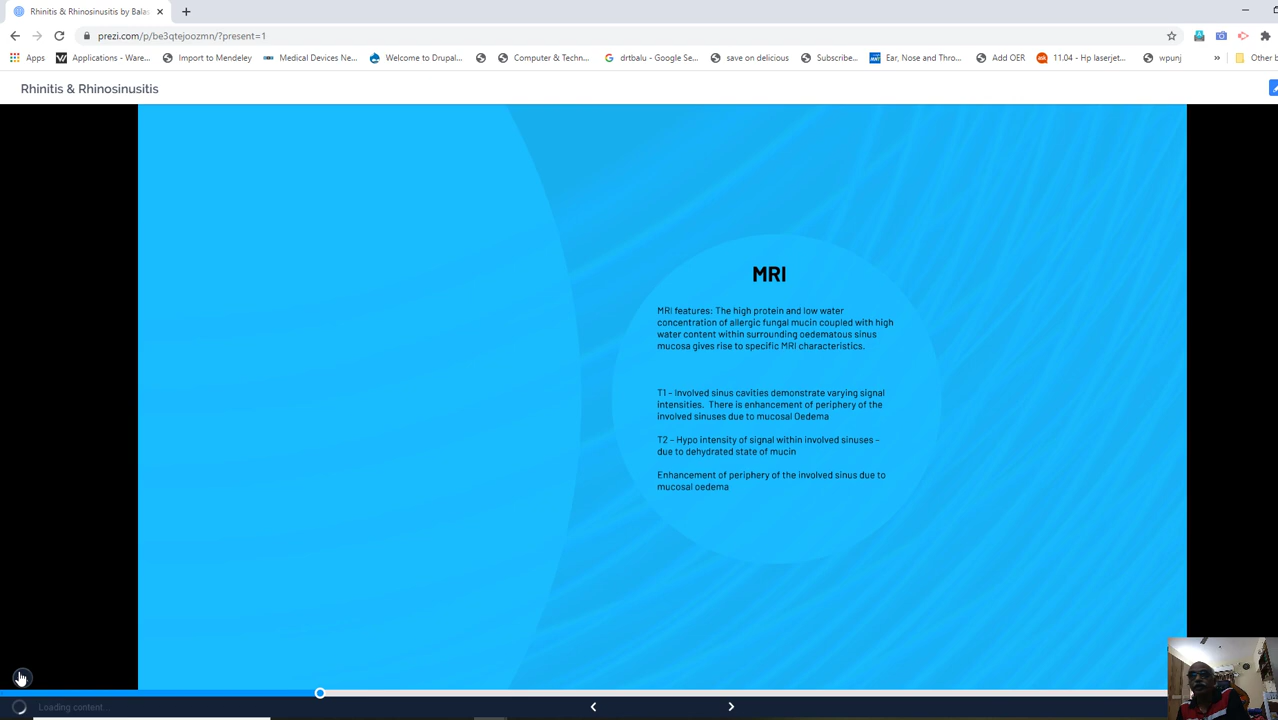 Rhinitis & Rhinosinusitis by Balas
prezi.com/p/be3qtejoozmn/?present=1
Apps Applications - Ware... Import to Mendeley Medical Devices Ne... Welcome to Drupal... Computer & Techn... drtbalu - Google Se... save on delicious Subscribe... Ear, Nose and Thro... Add OER 11.04 - Hp laserjet... wpunj » Other b
Rhinitis & Rhinosinusitis
MRI
MRI features: The high protein and low water
concentration of allergic fungal mucin coupled with high
water content within surrounding oedematous sinus
mucosa gives rise to specific MRI characteristics.
T1 - Involved sinus cavities demonstrate varying signal
intensities. There is enhancement of periphery of the
involved sinuses due to mucosal Oedema
T2 - Hypo intensity of signal within involved sinuses -
due to dehydrated state of mucin
Enhancement of periphery of the involved sinus due to
mucosal oedema
Loading content...